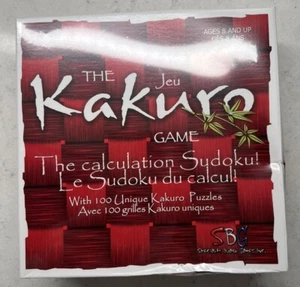 AGES 8 AND UP
THE Jeu
Kakuro
GAME
The calculation Sudoku!
Le Sudoku du calcul!
With 100 Unique Kakuro Puzzles
Avec 100 grilles Kakuro uniques
SBG